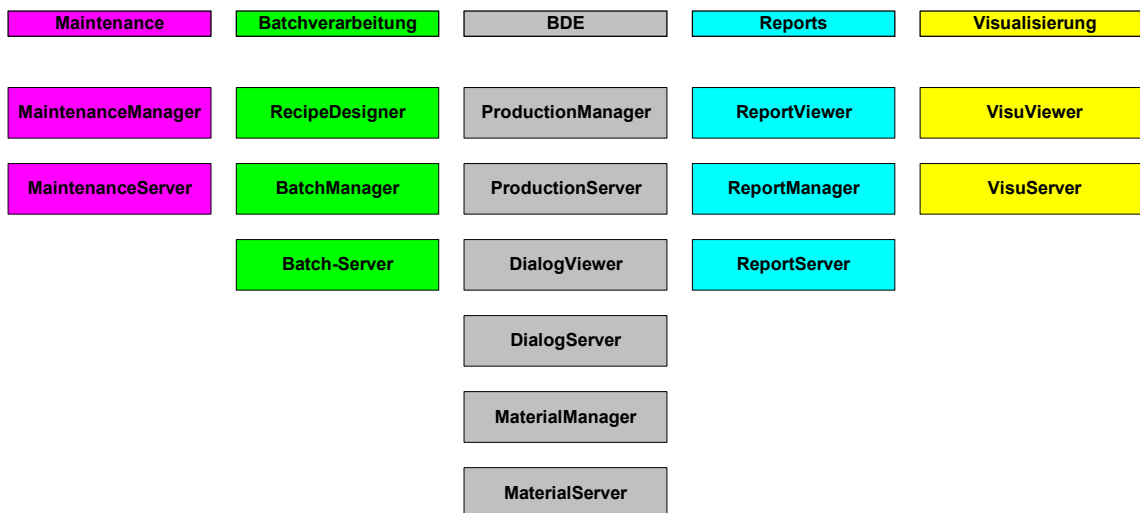 Maintenance
Batchverarbeitung
BDE
Reports
Visualisierung
MaintenanceManager
RecipeDesigner
ProductionManager
ReportViewer
VisuViewer
MaintenanceServer
BatchManager
ProductionServer
ReportManager
VisuServer
Batch-Server
DialogViewer
ReportServer
DialogServer
MaterialManager
MaterialServer